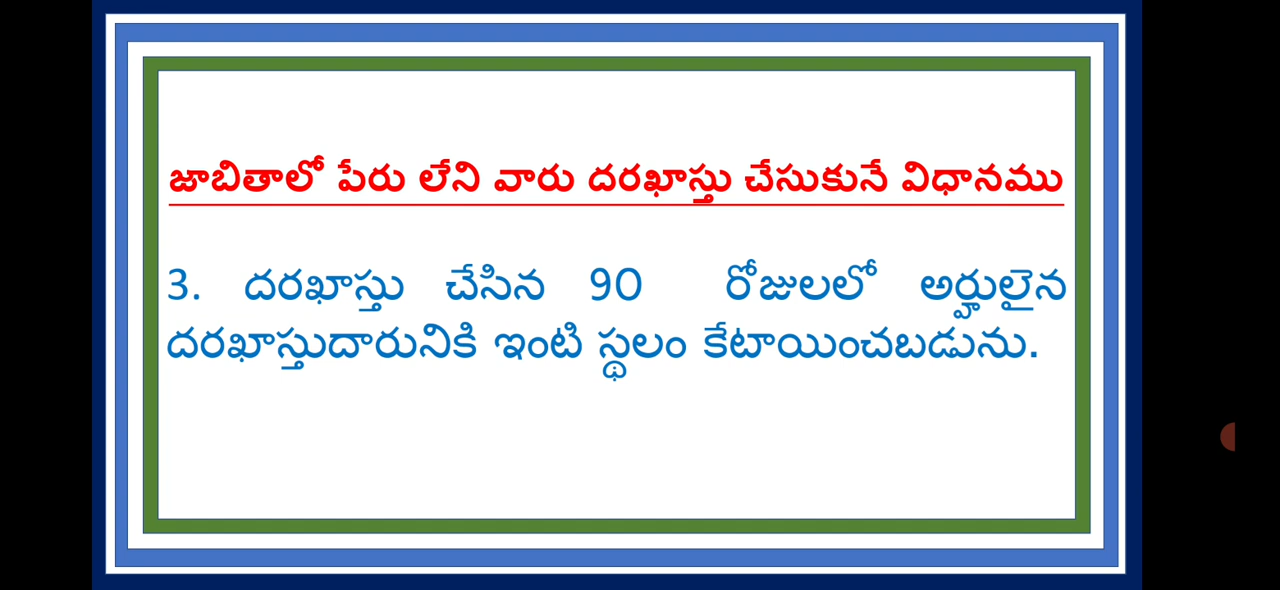 జాబితాలో పేరు లేని వారు దరఖాస్తు చేసుకునే విధానము
3. దరఖాస్తు చేసిన 90 రోజులలో అర్హులైన
దరఖాస్తుదారునికి ఇంటి స్థలం కేటాయించబడును.